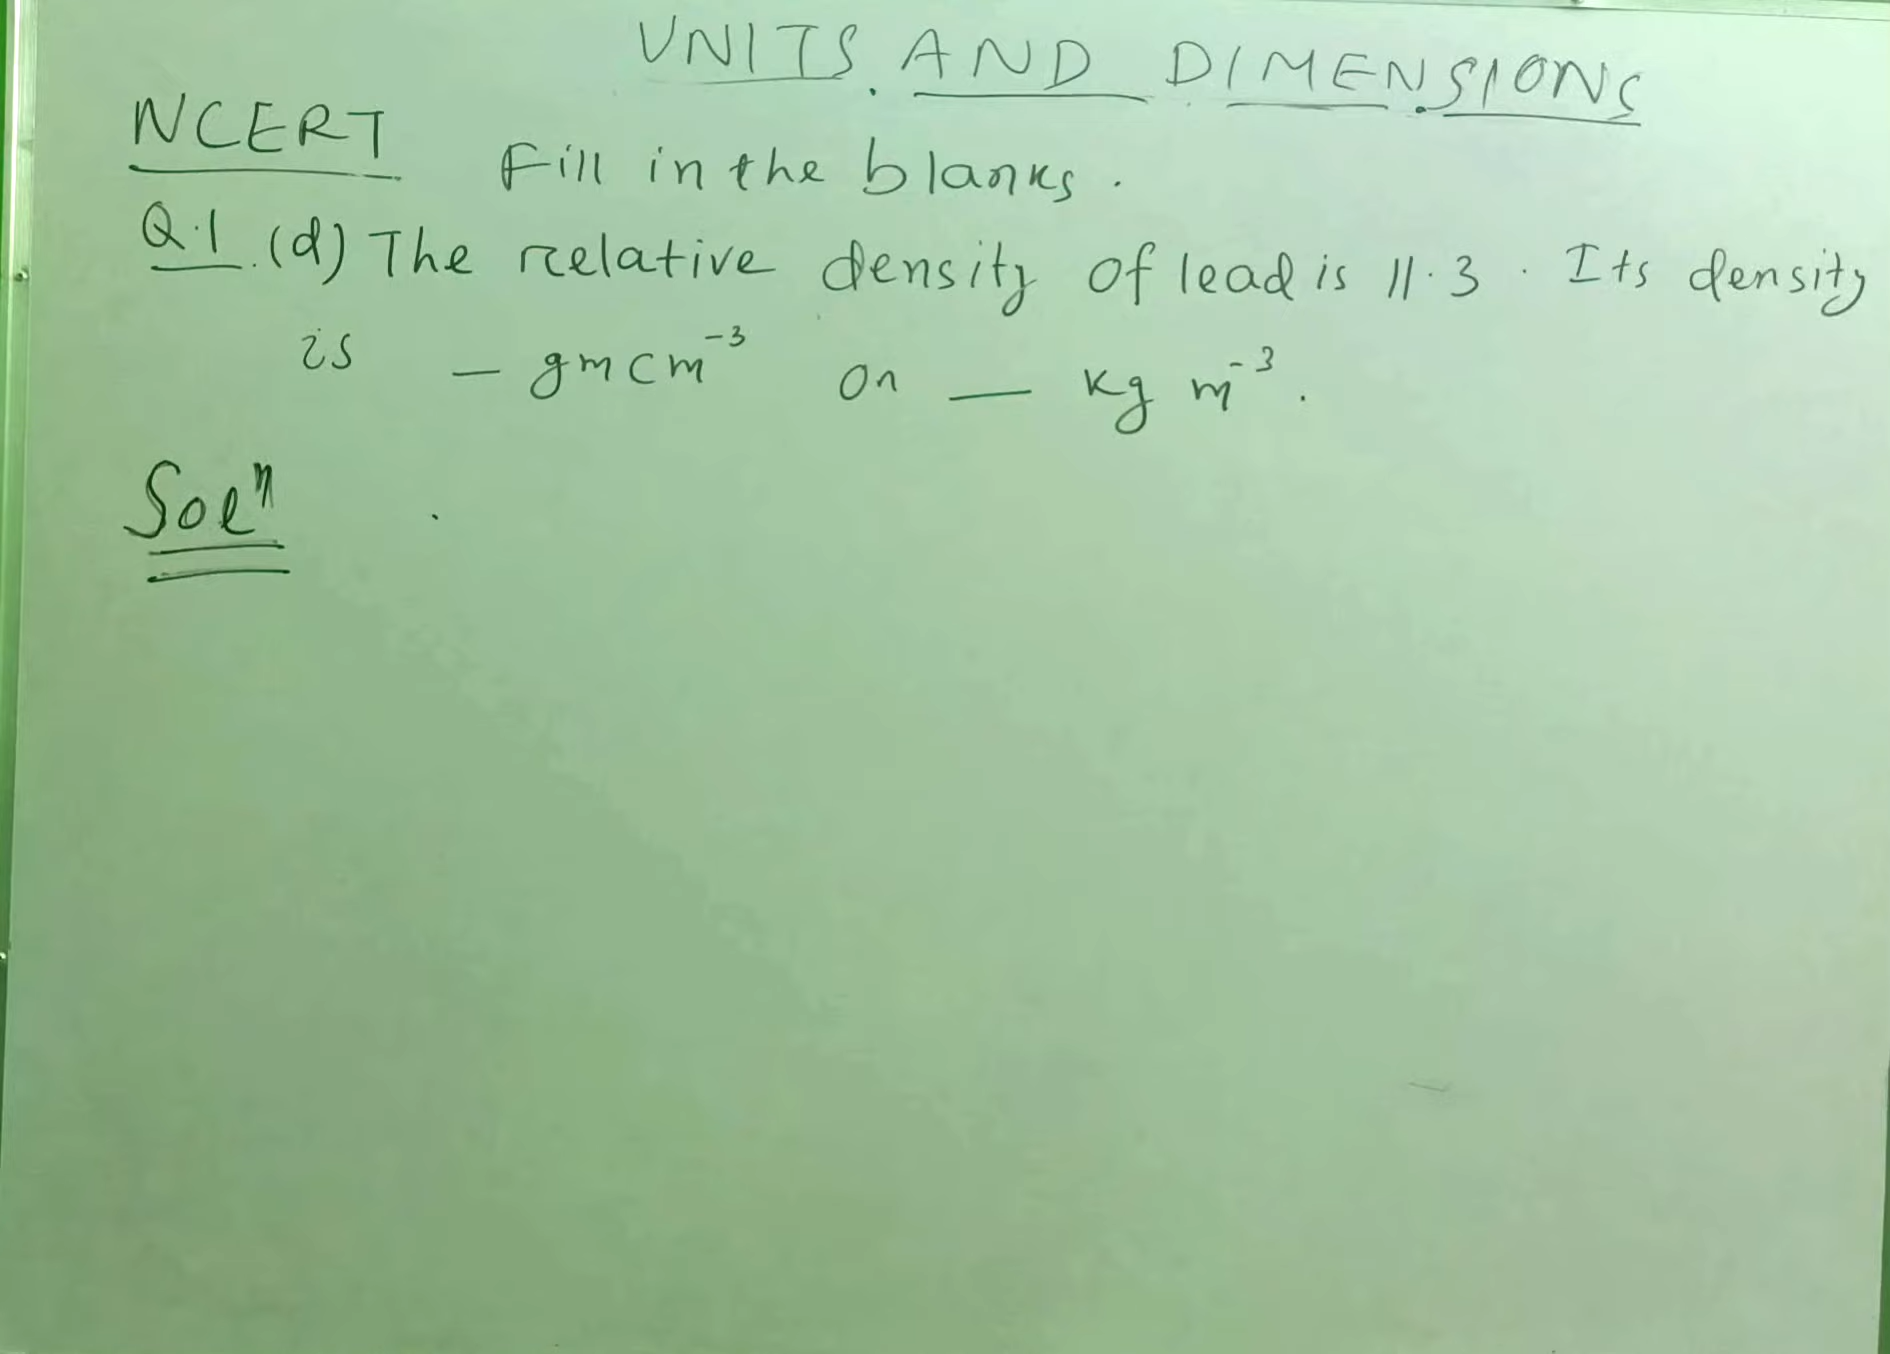 UNITS AND DIMENSIONS
NCERT
Fill in the blanks.
Q.1 (d) The relative density of lead is 11.3. Its density
is _ gm cm⁻³ or _ kg m⁻³.
Solⁿ